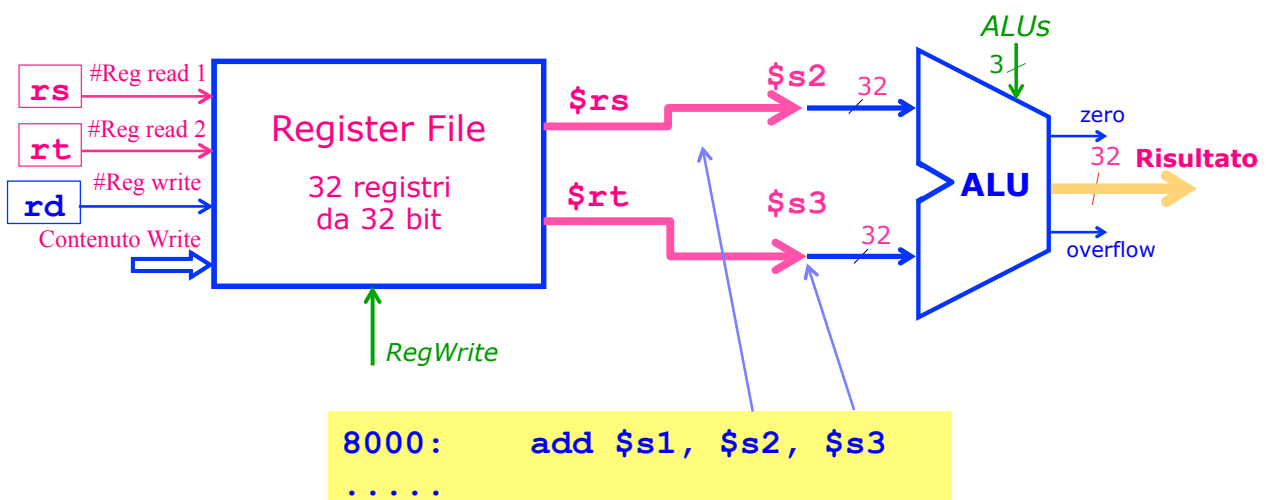 ALUs
3
rs
#Reg read 1
rt
#Reg read 2
rd
#Reg write
Contenuto Write
Register File
32 registri
da 32 bit
RegWrite
$rs
$rt
$s2
32
$s3
32
ALU
zero
32
Risultato
overflow
8000: add $s1, $s2, $s3
.....